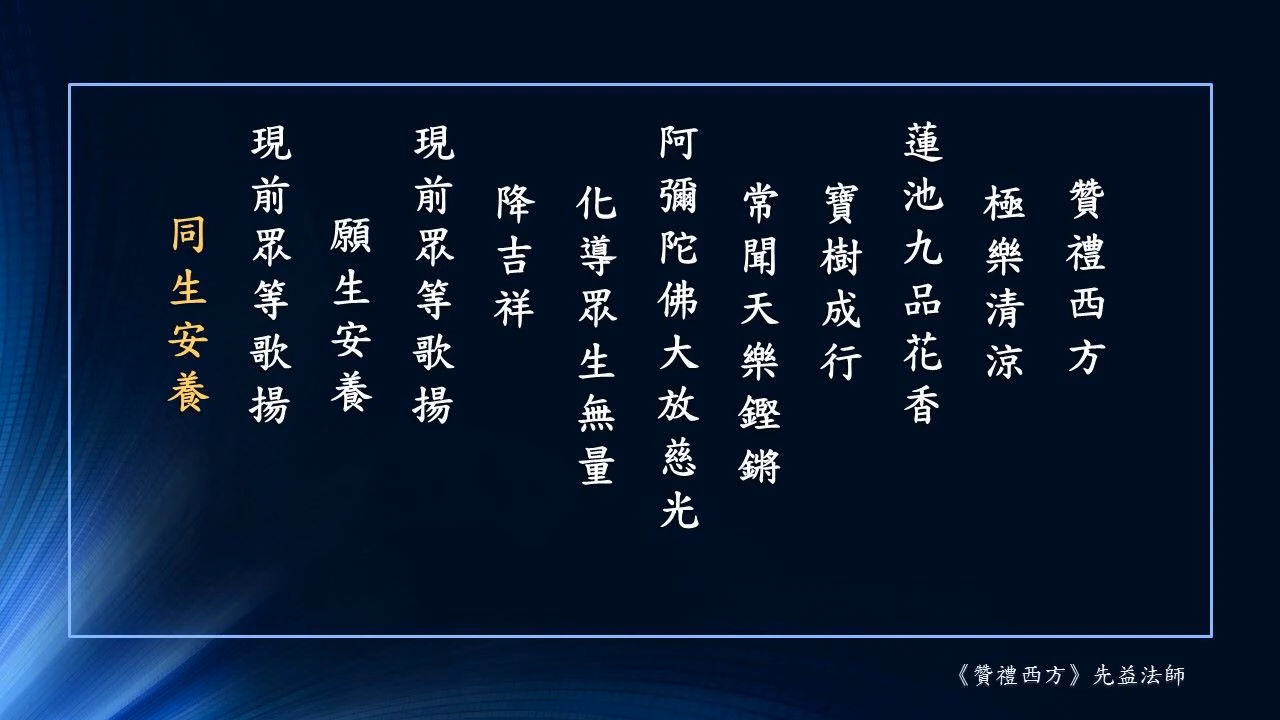 贊禮西方
極樂清涼
蓮池九品花香
寶樹成行
常聞天樂鏗鏘
阿彌陀佛大放慈光
化導眾生無量
降吉祥
現前眾等歌揚
願生安養
現前眾等歌揚
同生安養
《贊禮西方》先益法師